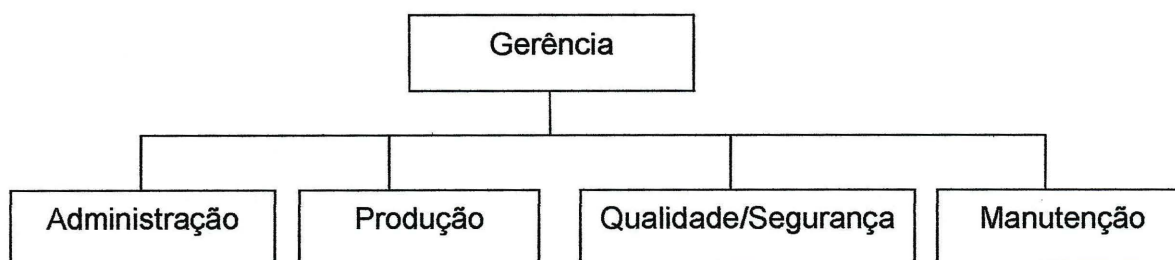 Gerência
Administração
Produção
Qualidade/Segurança
Manutenção